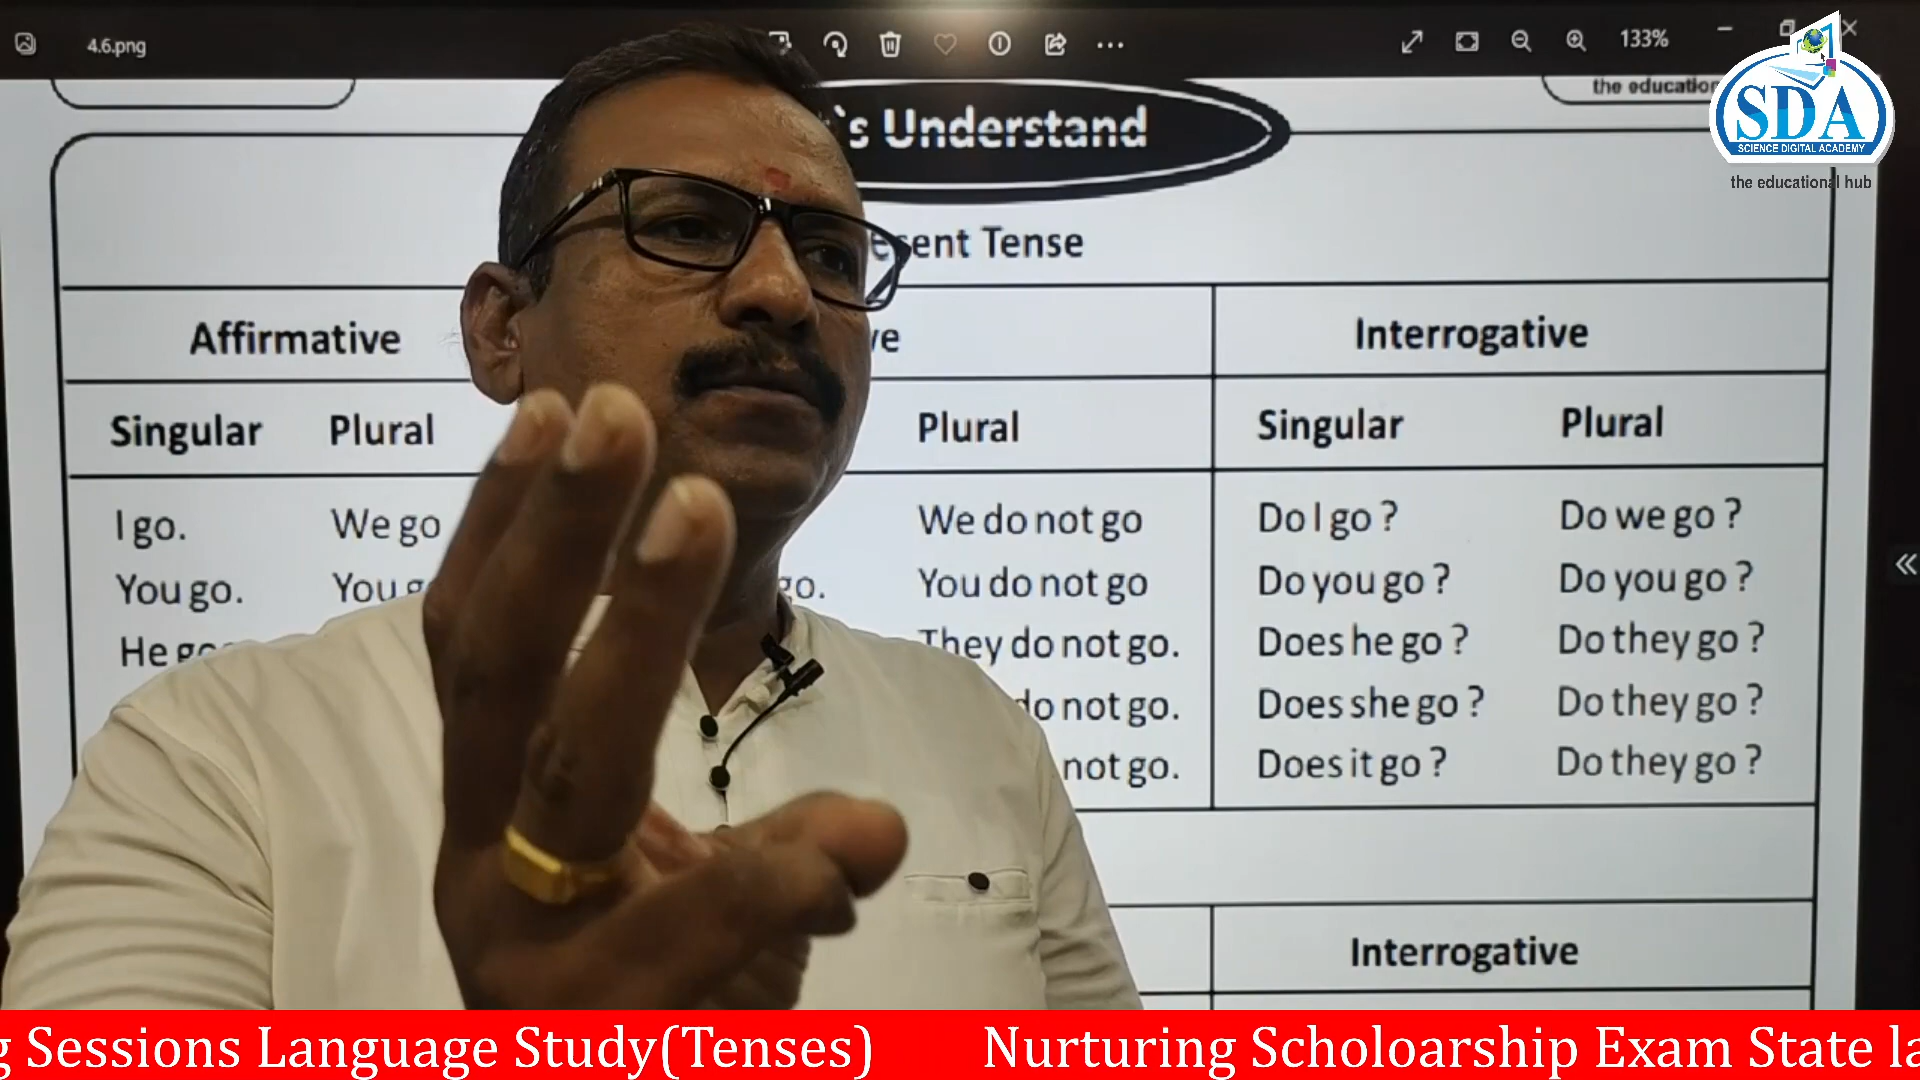 4.6.png
133%
the education
SDA
SCIENCE DIGITAL ACADEMY
the educational hub
`s Understand
Tense
Affirmative
Interrogative
Singular Plural Plural Singular Plural
I go. We go We do not go Do I go ? Do we go ?
You go. You go. You do not go Do you go ? Do you go ?
He They do not go. Does he go ? Do they go ?
do not go. Does she go ? Do they go ?
not go. Does it go ? Do they go ?
Interrogative
g Sessions Language Study(Tenses) Nurturing Scholoarship Exam State la